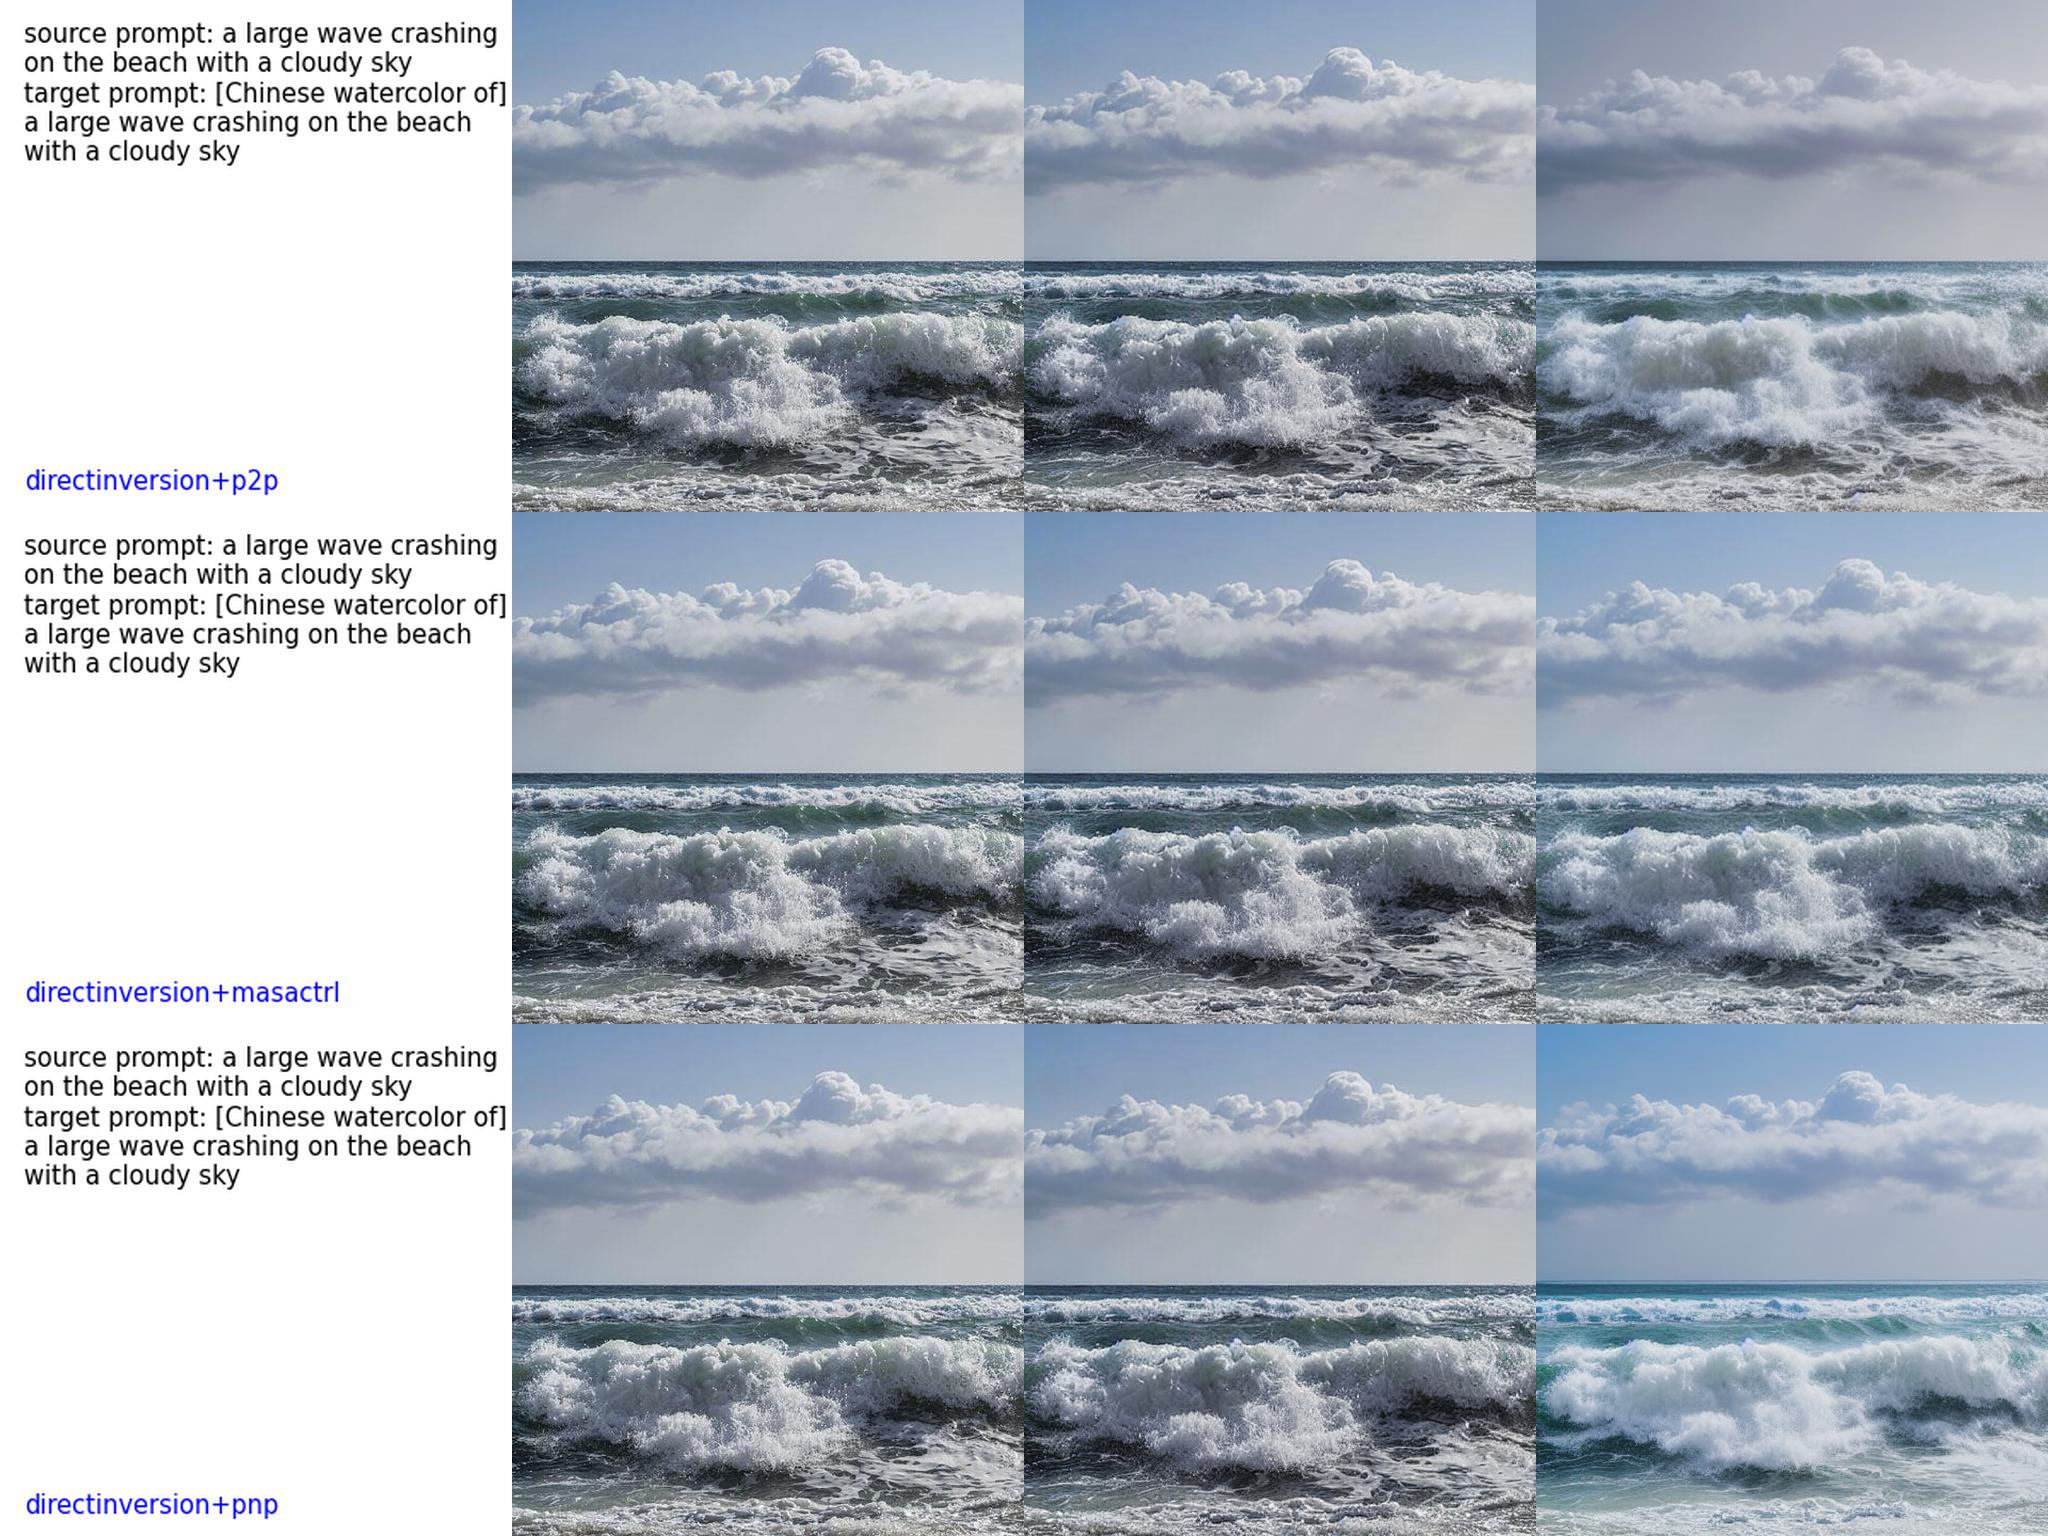 source prompt: a large wave crashing
on the beach with a cloudy sky
target prompt: [Chinese watercolor of]
a large wave crashing on the beach
with a cloudy sky
directinversion+p2p
source prompt: a large wave crashing
on the beach with a cloudy sky
target prompt: [Chinese watercolor of]
a large wave crashing on the beach
with a cloudy sky
directinversion+masactrl
source prompt: a large wave crashing
on the beach with a cloudy sky
target prompt: [Chinese watercolor of]
a large wave crashing on the beach
with a cloudy sky
directinversion+pnp